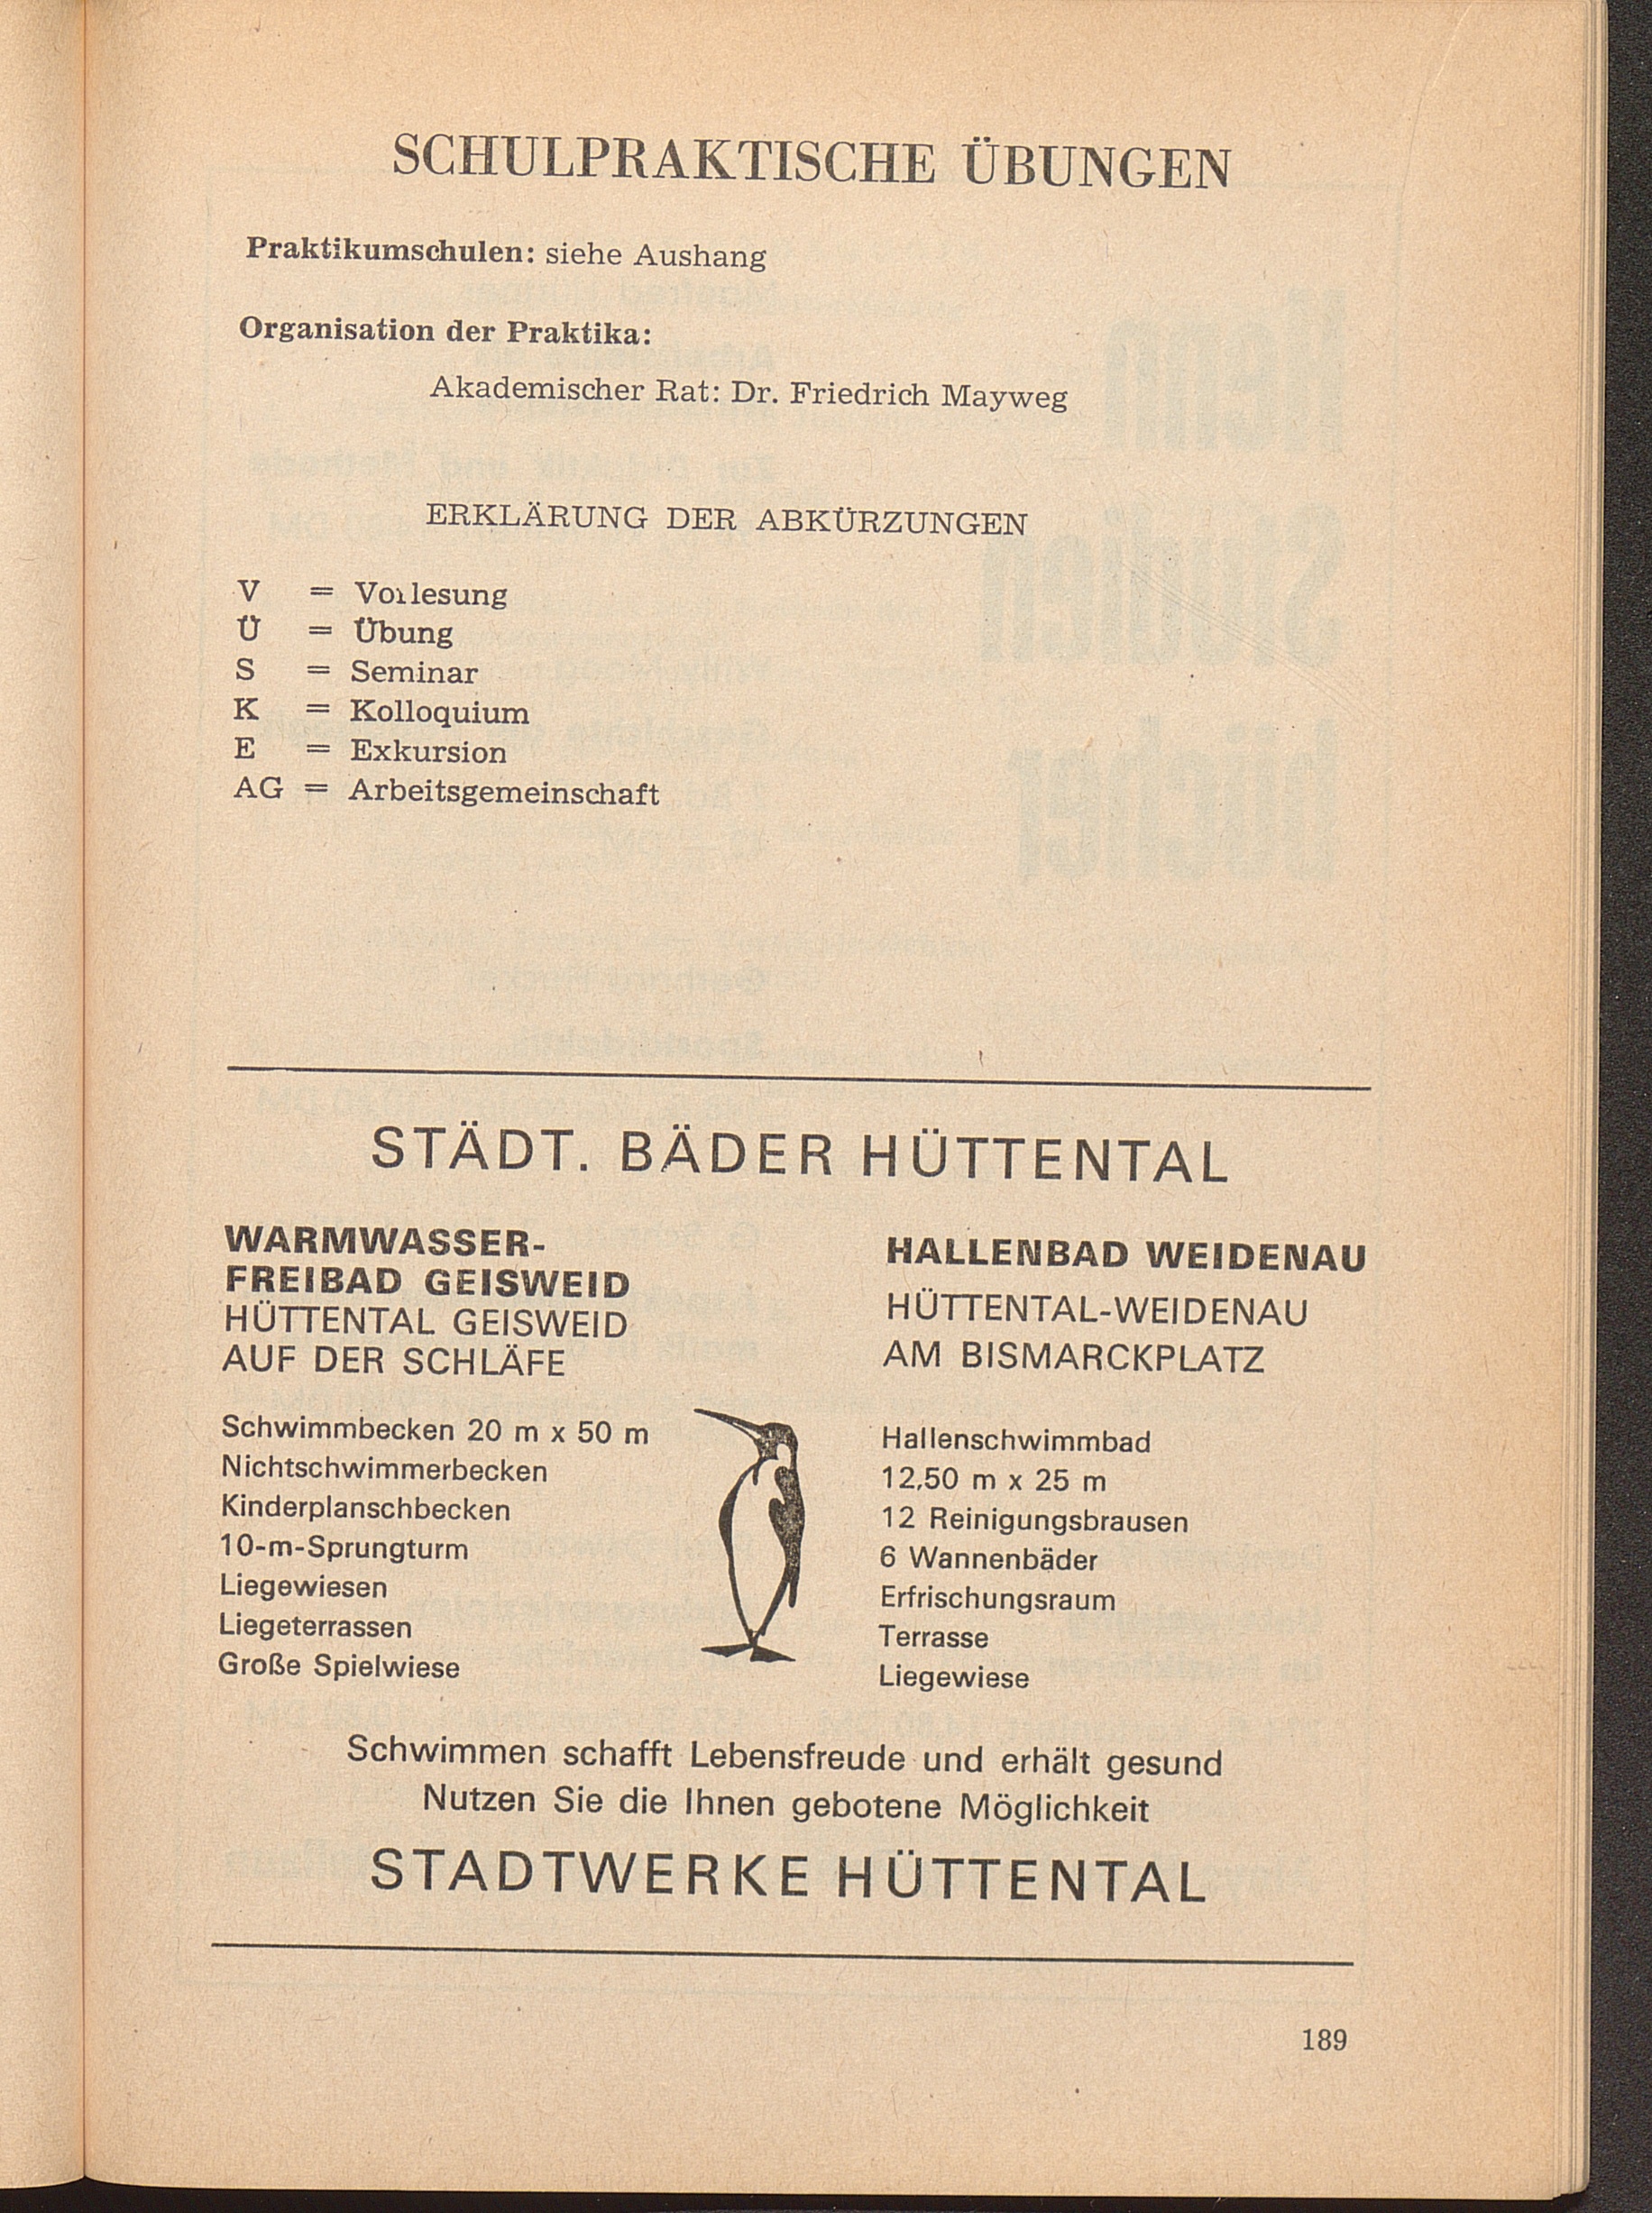 SCHULPRAKTISCHE ÜBUNGEN
Praktikumschulen: siehe Aushang
Organisation der Praktika:
Akademischer Rat: Dr. Friedrich Mayweg
ERKLÄRUNG DER ABKÜRZUNGEN
V = Vorlesung
Ü = Übung
S = Seminar
K = Kolloquium
E = Exkursion
AG = Arbeitsgemeinschaft
STÄDT. BÄDER HÜTTENTAL
WARMWASSER-
FREIBAD GEISWEID
HÜTTENTAL GEISWEID
AUF DER SCHLÄFE
Schwimmbecken 20 m x 50 m
Nichtschwimmerbecken
Kinderplanschbecken
10-m-Sprungturm
Liegewiesen
Liegeterrassen
Große Spielwiese
HALLENBAD WEIDENAU
HÜTTENTAL-WEIDENAU
AM BISMARCKPLATZ
Hallenschwimmbad
12,50 m x 25 m
12 Reinigungsbrausen
6 Wannenbäder
Erfrischungsraum
Terrasse
Liegewiese
Schwimmen schafft Lebensfreude und erhält gesund
Nutzen Sie die Ihnen gebotene Möglichkeit
STADTWERKE HÜTTENTAL
189